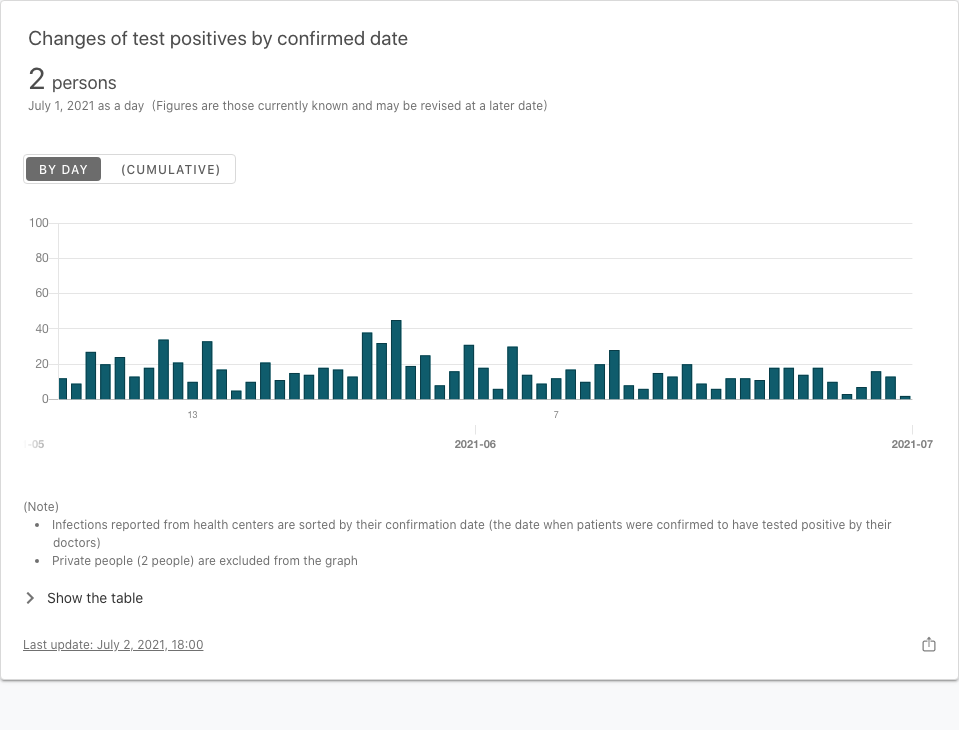 Changes of test positives by confirmed date
2 persons
July 1, 2021 as a day (Figures are those currently known and may be revised at a later date)
BY DAY (CUMULATIVE)
100
80
60
40
20
0
13 7
-05 2021-06 2021-07
(Note)
• Infections reported from health centers are sorted by their confirmation date (the date when patients were confirmed to have tested positive by their
doctors)
• Private people (2 people) are excluded from the graph
Show the table
Last update: July 2, 2021, 18:00